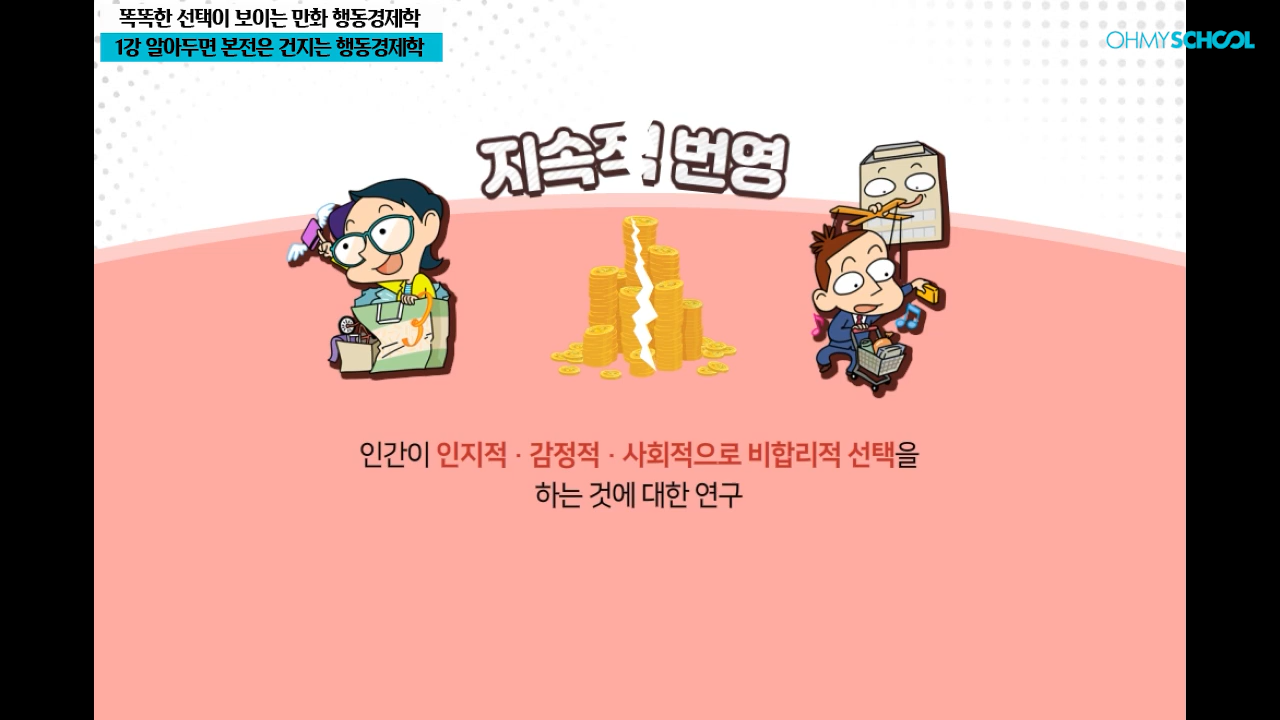 똑똑한 선택이 보이는 만화 행동경제학
1강 알아두면 본전은 건지는 행동경제학
OHMYSCHOOL
지속적 번영
인간이 인지적 · 감정적 · 사회적으로 비합리적 선택을
하는 것에 대한 연구